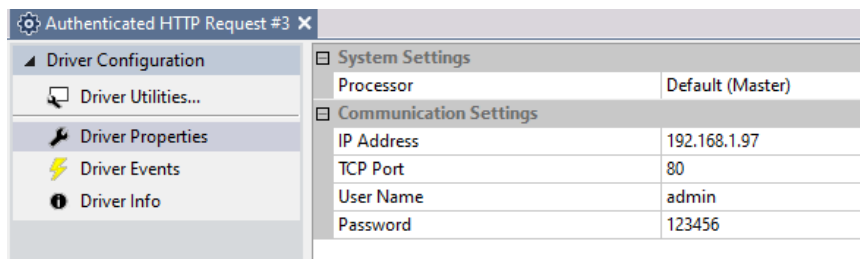 Authenticated HTTP Request #3
Driver Configuration
Driver Utilities...
Driver Properties
Driver Events
Driver Info
System Settings
Processor Default (Master)
Communication Settings
IP Address 192.168.1.97
TCP Port 80
User Name admin
Password 123456